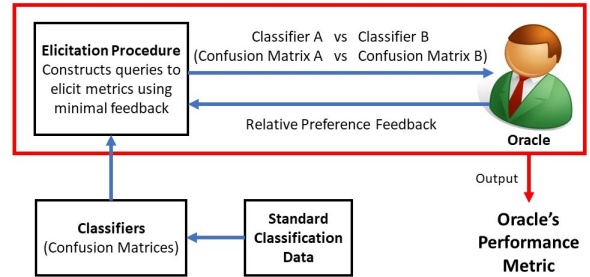 Elicitation Procedure
Constructs queries to
elicit metrics using
minimal feedback
Classifier A vs Classifier B
(Confusion Matrix A vs Confusion Matrix B)
Relative Preference Feedback
Oracle
Output
Classifiers
(Confusion Matrices)
Standard
Classification
Data
Oracle's
Performance
Metric